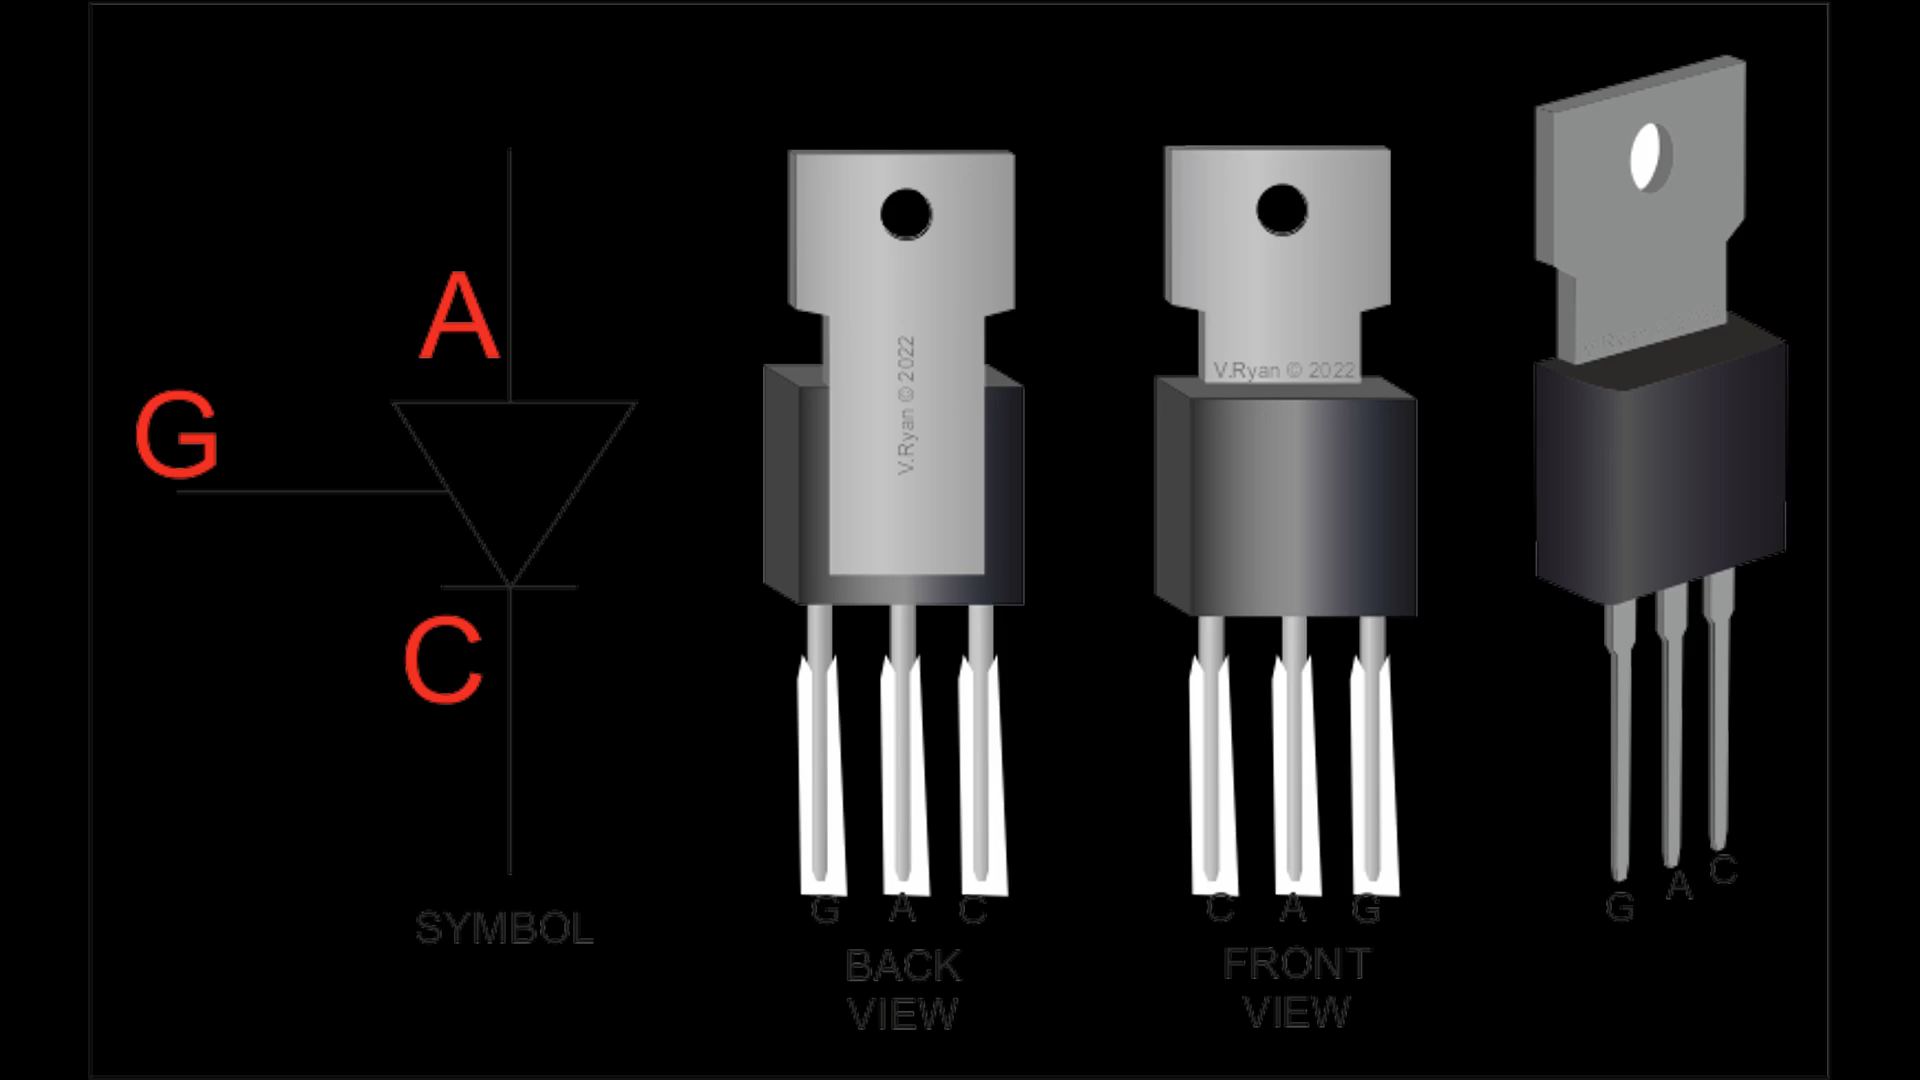 A
G
C
SYMBOL
V.Ryan © 2022
G A C
BACK
VIEW
V.Ryan © 2022
C A G
FRONT
VIEW
G A C